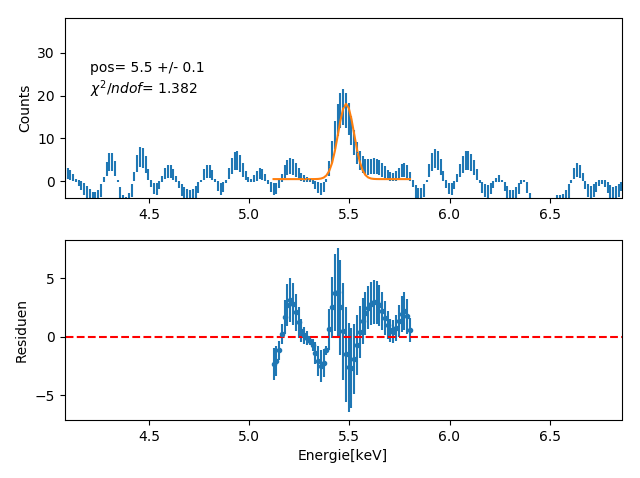 30
20
10
0
Counts
pos= 5.5 +/- 0.1
χ²/ndof= 1.382
4.5 5.0 5.5 6.0 6.5
5
0
−5
Residuen
4.5 5.0 5.5 6.0 6.5
Energie[keV]